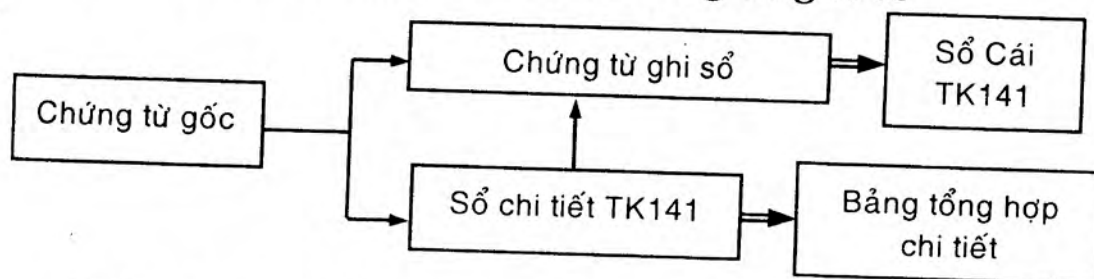 Chứng từ gốc
Chứng từ ghi sổ
Sổ Cái
TK141
Sổ chi tiết TK141
Bảng tổng hợp
chi tiết